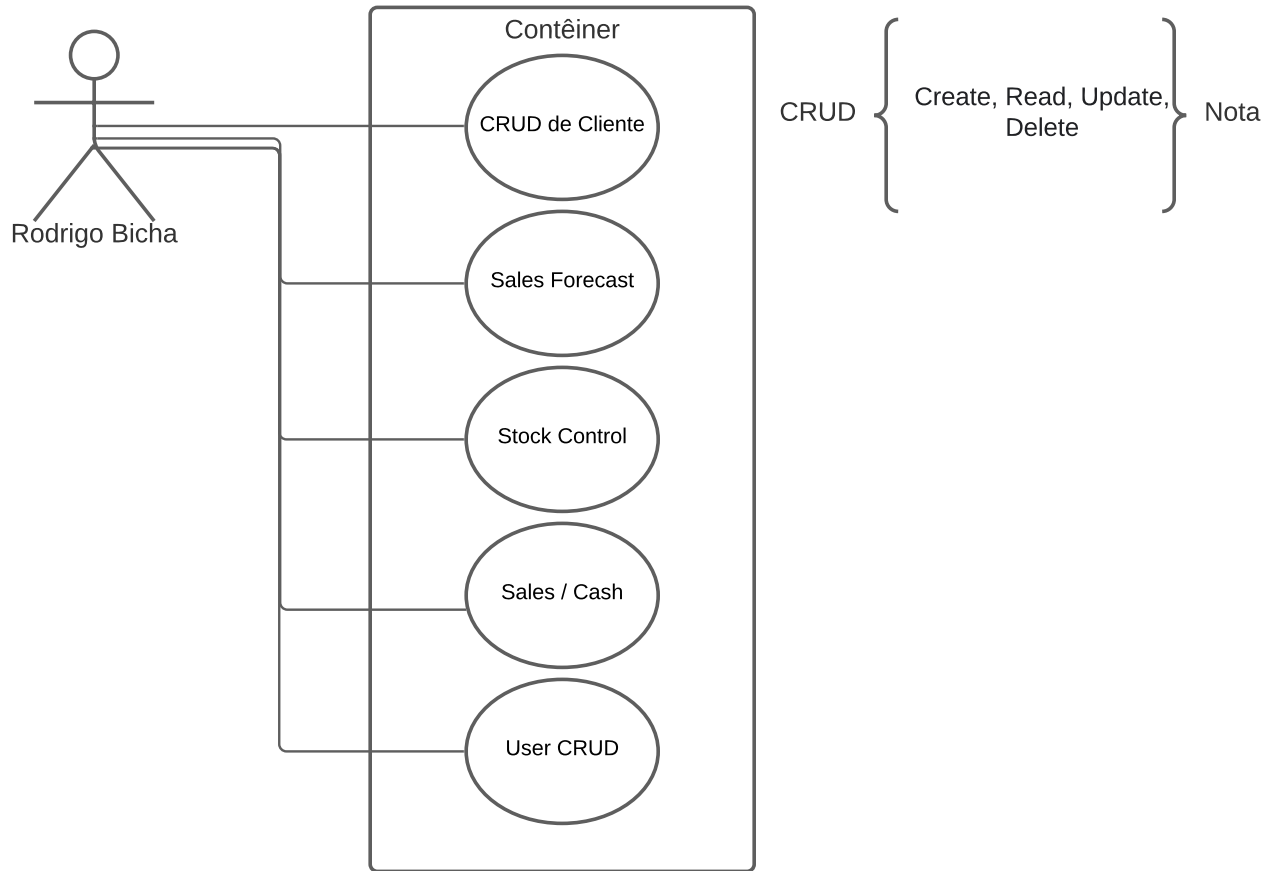 Contêiner
CRUD de Cliente
CRUD
Create, Read, Update,
Delete
Nota
Rodrigo Bicha
Sales Forecast
Stock Control
Sales / Cash
User CRUD